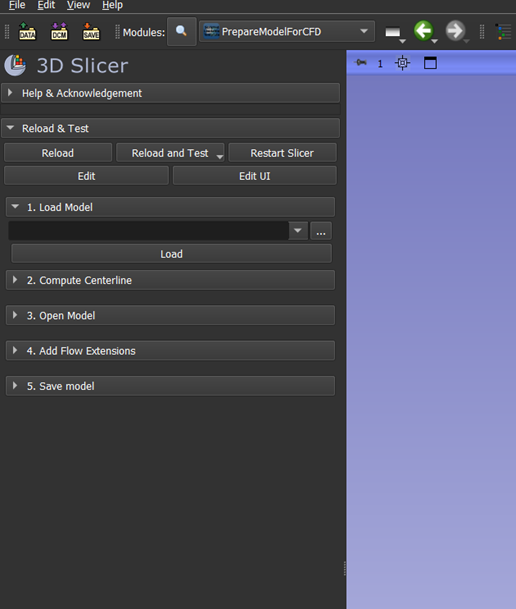 File Edit View Help
DATA DCM SAVE Modules: PrepareModelForCFD
3D Slicer
1
Help & Acknowledgement
Reload & Test
Reload Reload and Test Restart Slicer
Edit Edit UI
1. Load Model
...
Load
2. Compute Centerline
3. Open Model
4. Add Flow Extensions
5. Save model